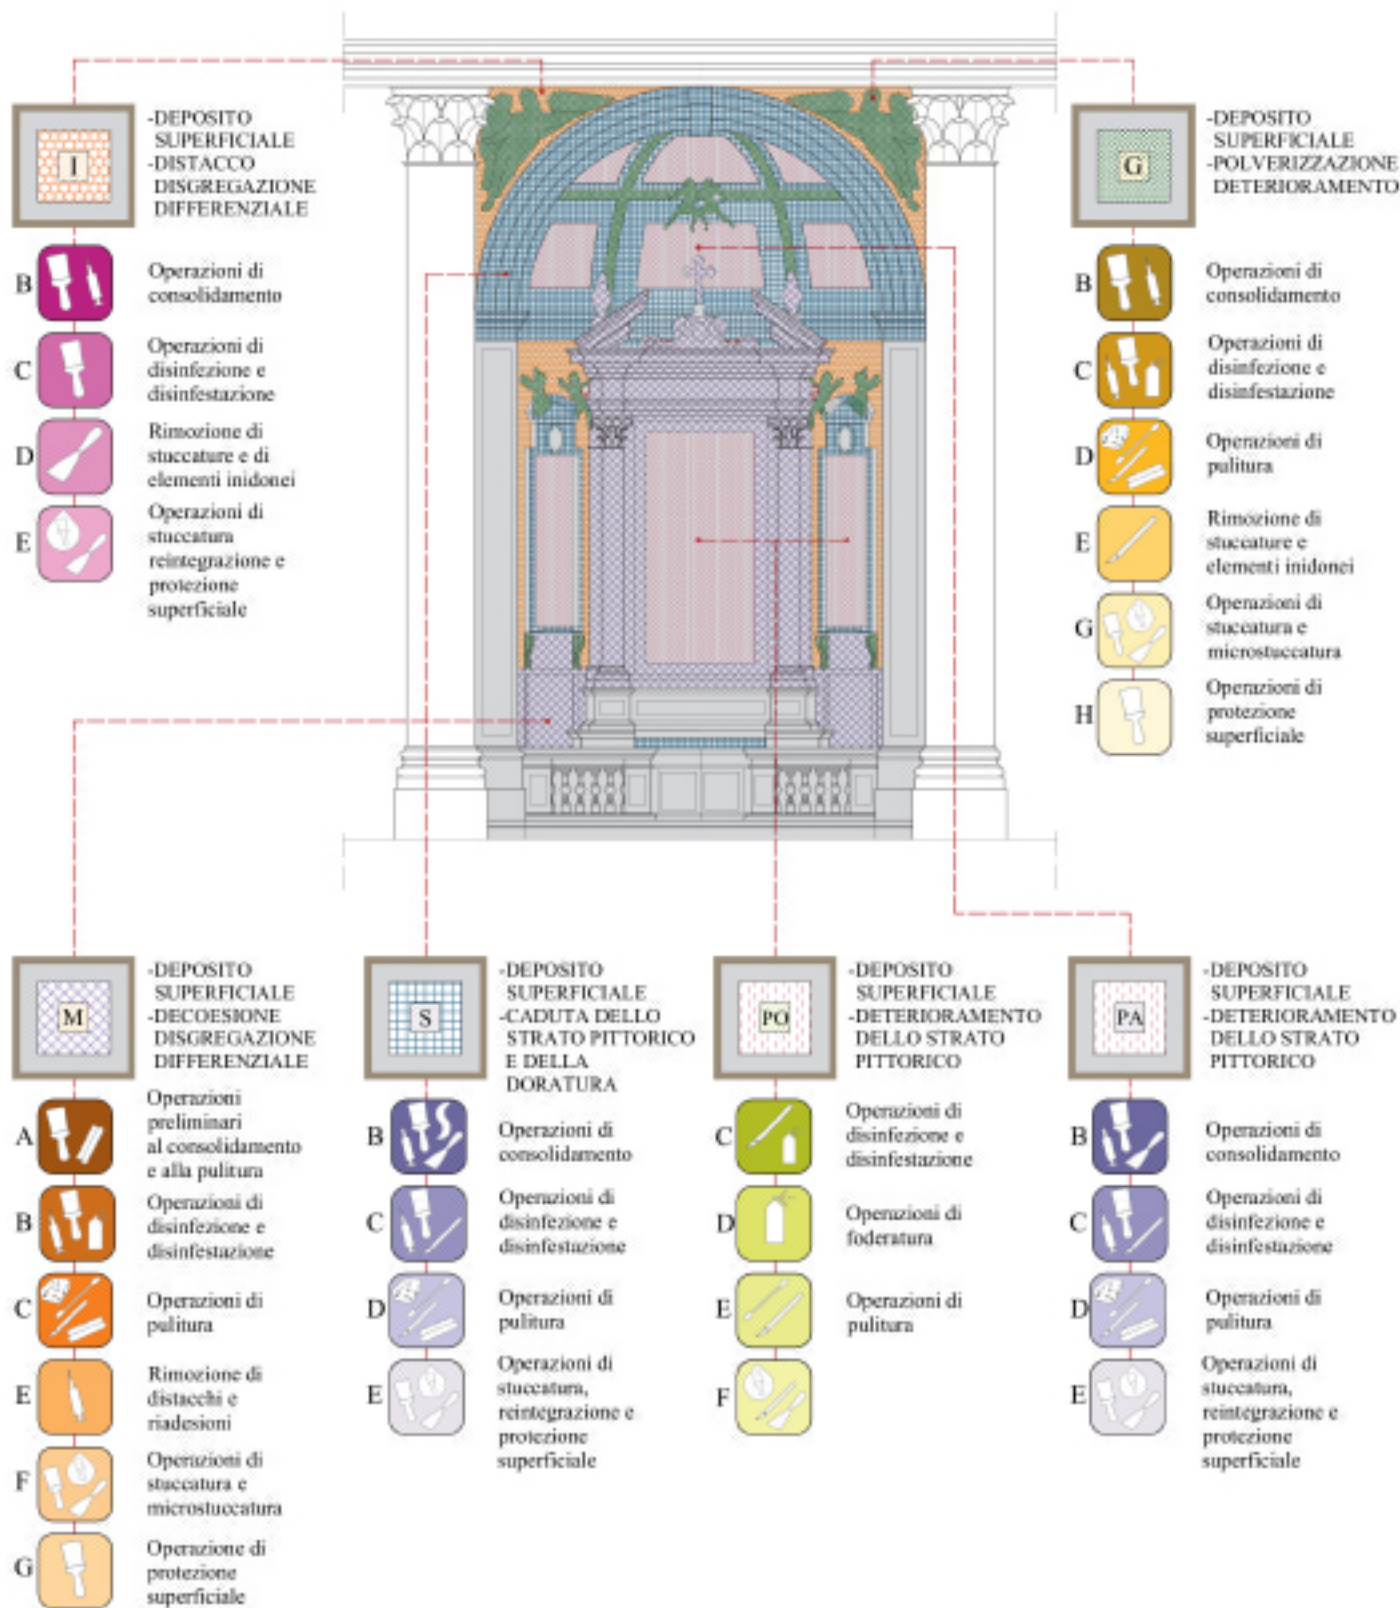 I
-DEPOSITO
SUPERFICIALE
-DISTACCO
DISGREGAZIONE
DIFFERENZIALE
B
Operazioni di
consolidamento
C
Operazioni di
disinfezione e
disinfestazione
D
Rimozione di
stuccature e di
elementi inidonei
E
Operazioni di
stuccatura
reintegrazione e
protezione
superficiale
G
-DEPOSITO
SUPERFICIALE
-POLVERIZZAZIONE
DETERIORAMENTO
B
Operazioni di
consolidamento
C
Operazioni di
disinfezione e
disinfestazione
D
Operazioni di
pulitura
E
Rimozione di
stuccature e
elementi inidonei
G
Operazioni di
stuccatura e
microstuccatura
H
Operazioni di
protezione
superficiale
M
-DEPOSITO
SUPERFICIALE
-DECOESIONE
DISGREGAZIONE
DIFFERENZIALE
A
Operazioni
preliminari
al consolidamento
e alla pulitura
B
Operazioni di
disinfezione e
disinfestazione
C
Operazioni di
pulitura
E
Rimozione di
distacchi e
riadesioni
F
Operazioni di
stuccatura e
microstuccatura
G
Operazione di
protezione
superficiale
S
-DEPOSITO
SUPERFICIALE
-CADUTA DELLO
STRATO PITTORICO
E DELLA
DORATURA
B
Operazioni di
consolidamento
C
Operazioni di
disinfezione e
disinfestazione
D
Operazioni di
pulitura
E
Operazioni di
stuccatura,
reintegrazione e
protezione
superficiale
PO
-DEPOSITO
SUPERFICIALE
-DETERIORAMENTO
DELLO STRATO
PITTORICO
C
Operazioni di
disinfezione e
disinfestazione
D
Operazioni di
foderatura
E
Operazioni di
pulitura
F
PA
-DEPOSITO
SUPERFICIALE
-DETERIORAMENTO
DELLO STRATO
PITTORICO
B
Operazioni di
consolidamento
C
Operazioni di
disinfezione e
disinfestazione
D
Operazioni di
pulitura
E
Operazioni di
stuccatura,
reintegrazione e
protezione
superficiale